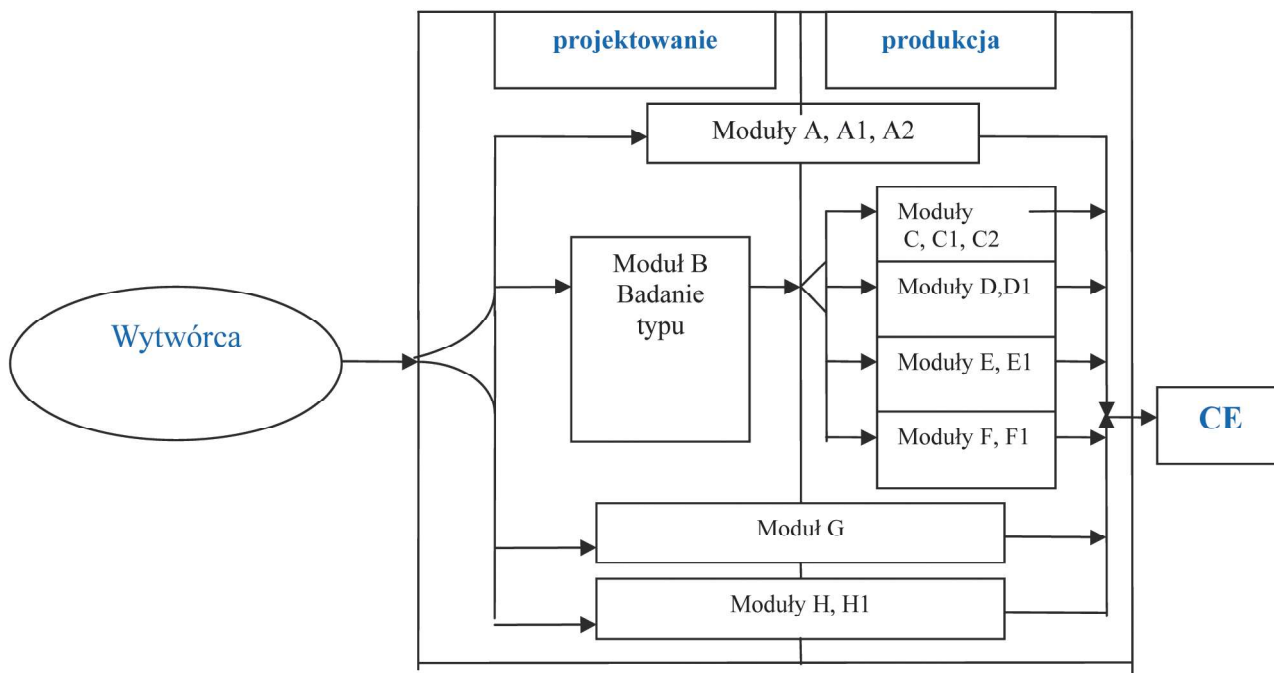 projektowanie
produkcja
Moduły A, A1, A2
Moduły
C, C1, C2
Moduł B
Badanie
typu
Moduły D,D1
Wytwórca
Moduły E, E1
CE
Moduły F, F1
Moduł G
Moduły H, H1